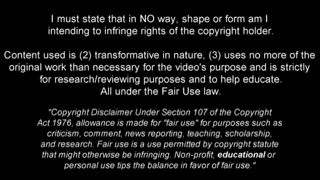 I must state that in NO way, shape or form am I
intending to infringe rights of the copyright holder.
Content used is (2) transformative in nature, (3) uses no more of the
original work than necessary for the video's purpose and is strictly
for research/reviewing purposes and to help educate.
All under the Fair Use law.
"Copyright Disclaimer Under Section 107 of the Copyright
Act 1976, allowance is made for "fair use" for purposes such as
criticism, comment, news reporting, teaching, scholarship,
and research. Fair use is a use permitted by copyright statute
that might otherwise be infringing. Non-profit, educational or
personal use tips the balance in favor of fair use."